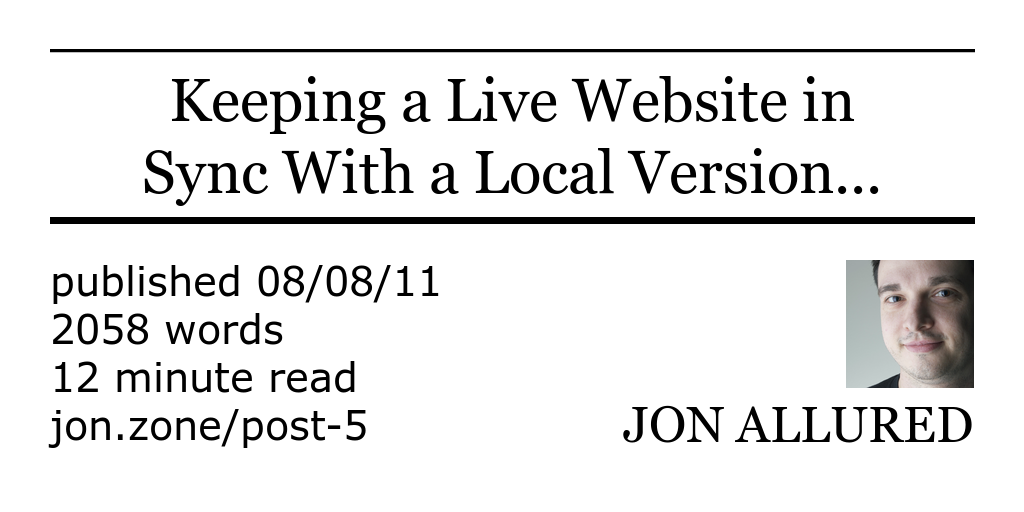 Keeping a Live Website in
Sync With a Local Version...
published 08/08/11
2058 words
12 minute read
jon.zone/post-5
JON ALLURED